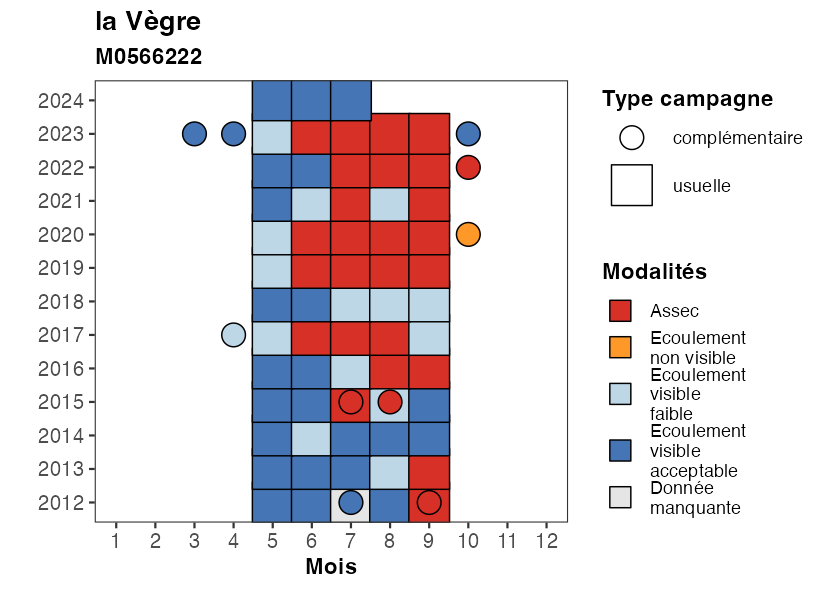 la Vègre
M0566222
2024
2023
2022
2021
2020
2019
2018
2017
2016
2015
2014
2013
2012
1 2 3 4 5 6 7 8 9 10 11 12
Mois
Type campagne
complémentaire
usuelle
Modalités
Assec
Ecoulement
non visible
Ecoulement
visible
faible
Ecoulement
visible
acceptable
Donnée
manquante